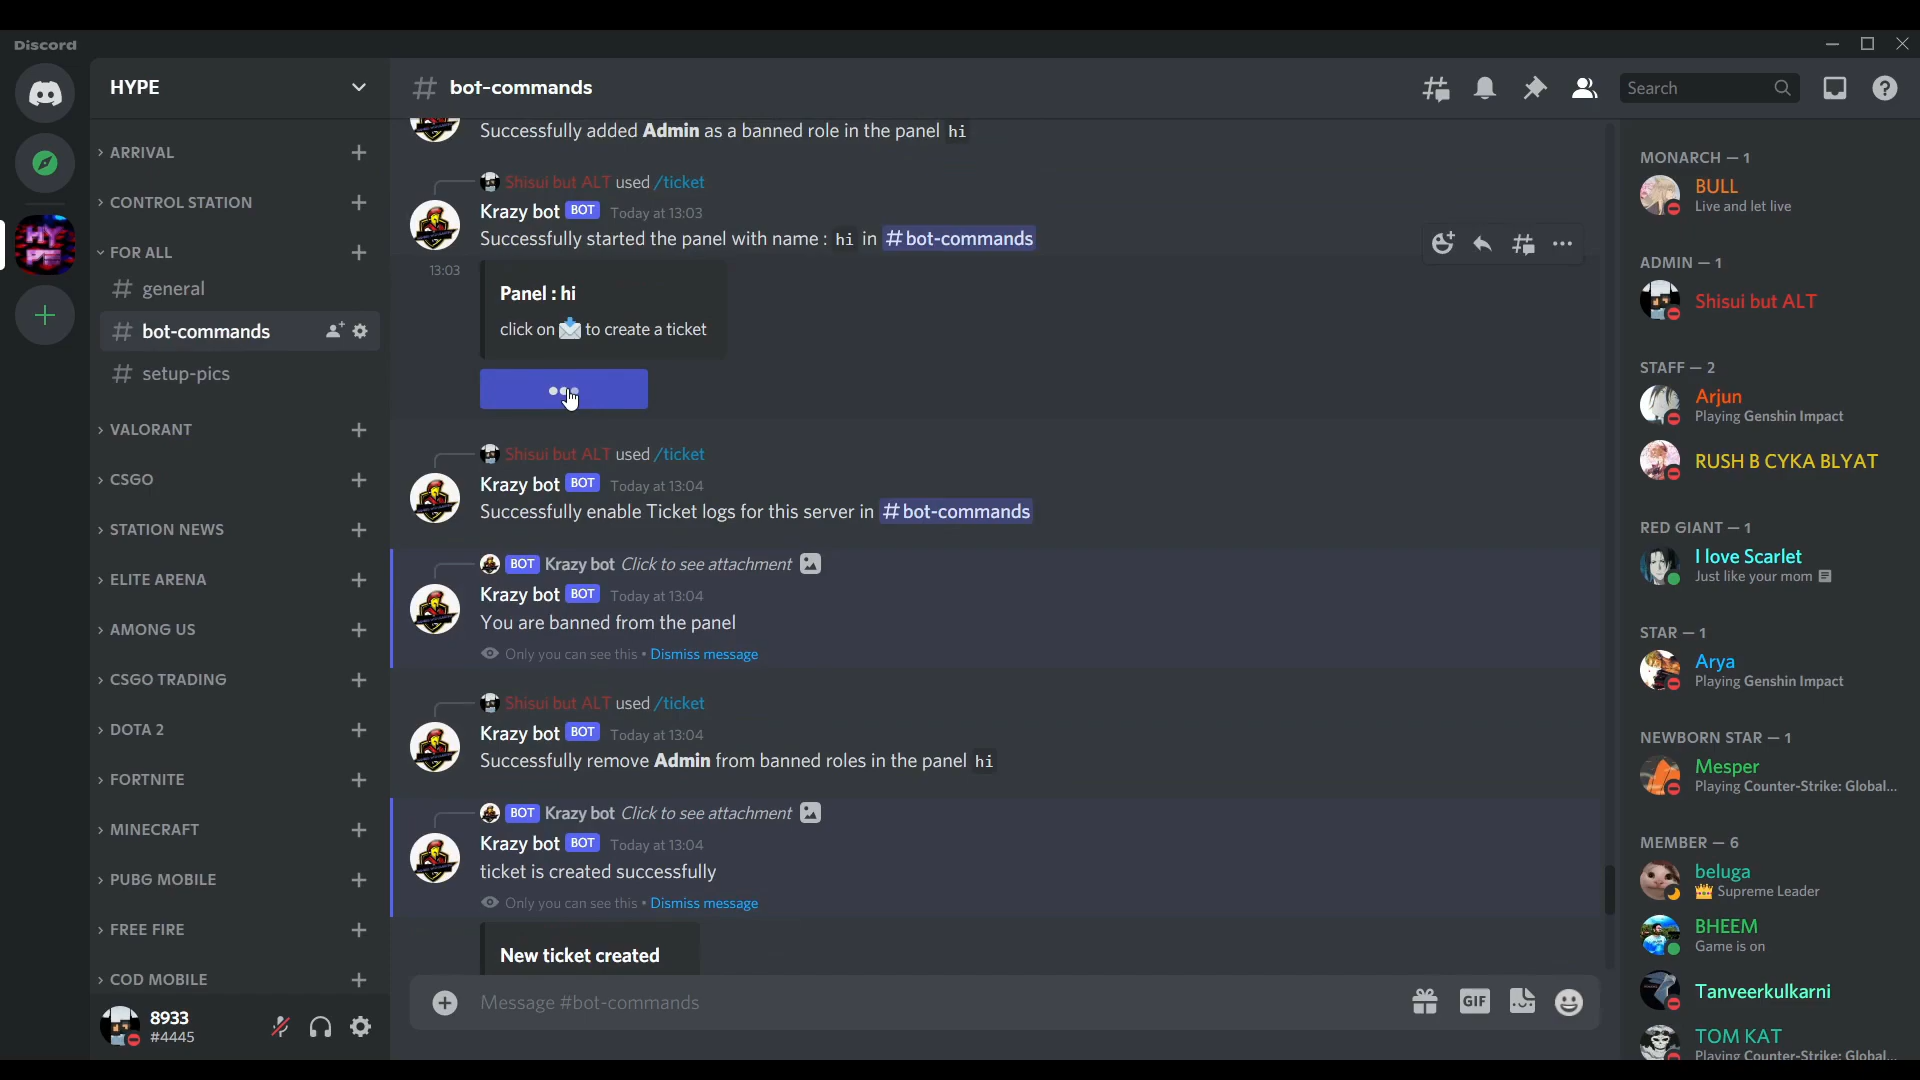 Discord
HYPE
ARRIVAL
CONTROL STATION
FOR ALL
general
bot-commands
setup-pics
VALORANT
CSGO
STATION NEWS
ELITE ARENA
AMONG US
CSGO TRADING
DOTA 2
FORTNITE
MINECRAFT
PUBG MOBILE
FREE FIRE
COD MOBILE
8933
#4445
bot-commands
Search
Successfully added Admin as a banned role in the panel hi
Shisui but ALT used /ticket
Krazy bot BOT Today at 13:03
Successfully started the panel with name : hi in #bot-commands
13:03
Panel : hi
click on 📩 to create a ticket
Shisui but ALT used /ticket
Krazy bot BOT Today at 13:04
Successfully enable Ticket logs for this server in #bot-commands
BOT Krazy bot Click to see attachment
Krazy bot BOT Today at 13:04
You are banned from the panel
Only you can see this • Dismiss message
Shisui but ALT used /ticket
Krazy bot BOT Today at 13:04
Successfully remove Admin from banned roles in the panel hi
BOT Krazy bot Click to see attachment
Krazy bot BOT Today at 13:04
ticket is created successfully
Only you can see this • Dismiss message
New ticket created
Message #bot-commands
GIF
MONARCH — 1
BULL
Live and let live
ADMIN — 1
Shisui but ALT
STAFF — 2
Arjun
Playing Genshin Impact
RUSH B CYKA BLYAT
RED GIANT — 1
I love Scarlet
Just like your mom
STAR — 1
Arya
Playing Genshin Impact
NEWBORN STAR — 1
Mesper
Playing Counter-Strike: Global...
MEMBER — 6
beluga
👑 Supreme Leader
BHEEM
Game is on
Tanveerkulkarni
TOM KAT
Playing Counter-Strike: Global...